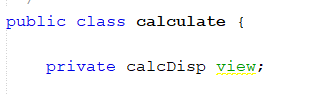 public class calculate {
private calcDisp view;